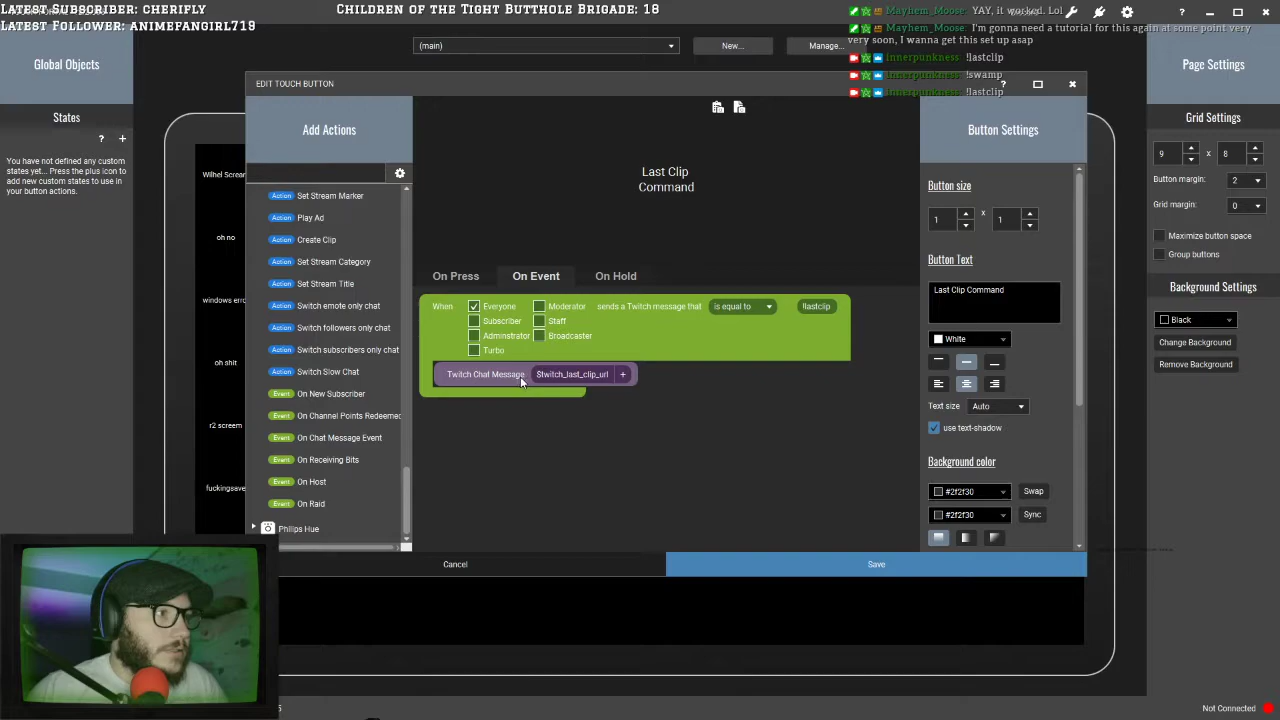 Latest Subscriber: Cherifly
Latest Follower: animefangirl719
Children of the Tight Butthole Brigade: 18
Mayhem_Moose: YAY, it worked. Lol
Mayhem_Moose: I'm gonna need a tutorial for this again at some point very very soon, I wanna get this set up asap
innerpunkness: !lastclip
innerpunkness: !swamp
innerpunkness: !lastclip
Global Objects
(main)
New...
Manage...
Page Settings
States
? +
You have not defined any custom states yet... Press the plus icon to add new custom states to use in your button actions.
EDIT TOUCH BUTTON
Add Actions
Action Set Stream Marker
Action Play Ad
Action Create Clip
Action Set Stream Category
Action Set Stream Title
Action Switch emote only chat
Action Switch followers only chat
Action Switch subscribers only chat
Action Switch Slow Chat
Event On New Subscriber
Event On Channel Points Redeemed
Event On Chat Message Event
Event On Receiving Bits
Event On Host
Event On Raid
Philips Hue
Last Clip
Command
On Press
On Event
On Hold
When Everyone Moderator sends a Twitch message that is equal to !lastclip
Subscriber Staff
Adminstrator Broadcaster
Turbo
Twitch Chat Message $twitch_last_clip_url +
Button Settings
Button size
1 x 1
Button Text
Last Clip Command
White
Text size Auto
use text-shadow
Background color
#2f2f30 Swap
#2f2f30 Sync
Cancel
Save
Grid Settings
9 x 8
Button margin: 2
Grid margin: 0
Maximize button space
Group buttons
Background Settings
Black
Change Background
Remove Background
oh no
oh shit
r2 screem
Not Connected